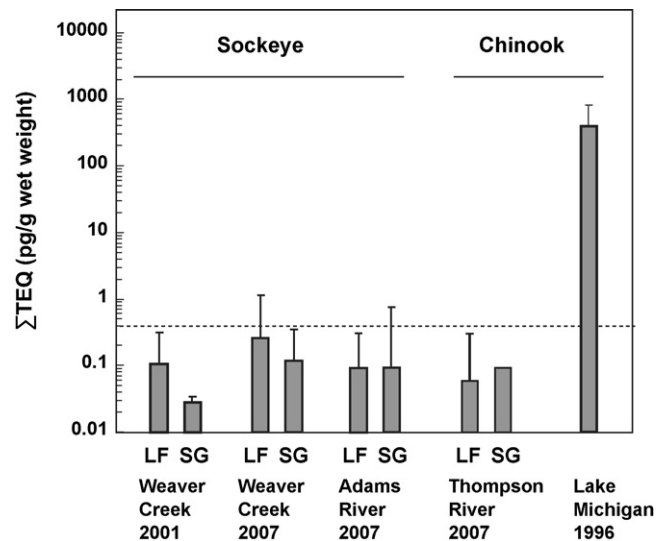 ∑TEQ (pg/g wet weight)
10000
1000
100
10
1
0.1
0.01
Sockeye
Chinook
LF SG LF SG LF SG LF SG
Weaver Creek 2001
Weaver Creek 2007
Adams River 2007
Thompson River 2007
Lake Michigan 1996